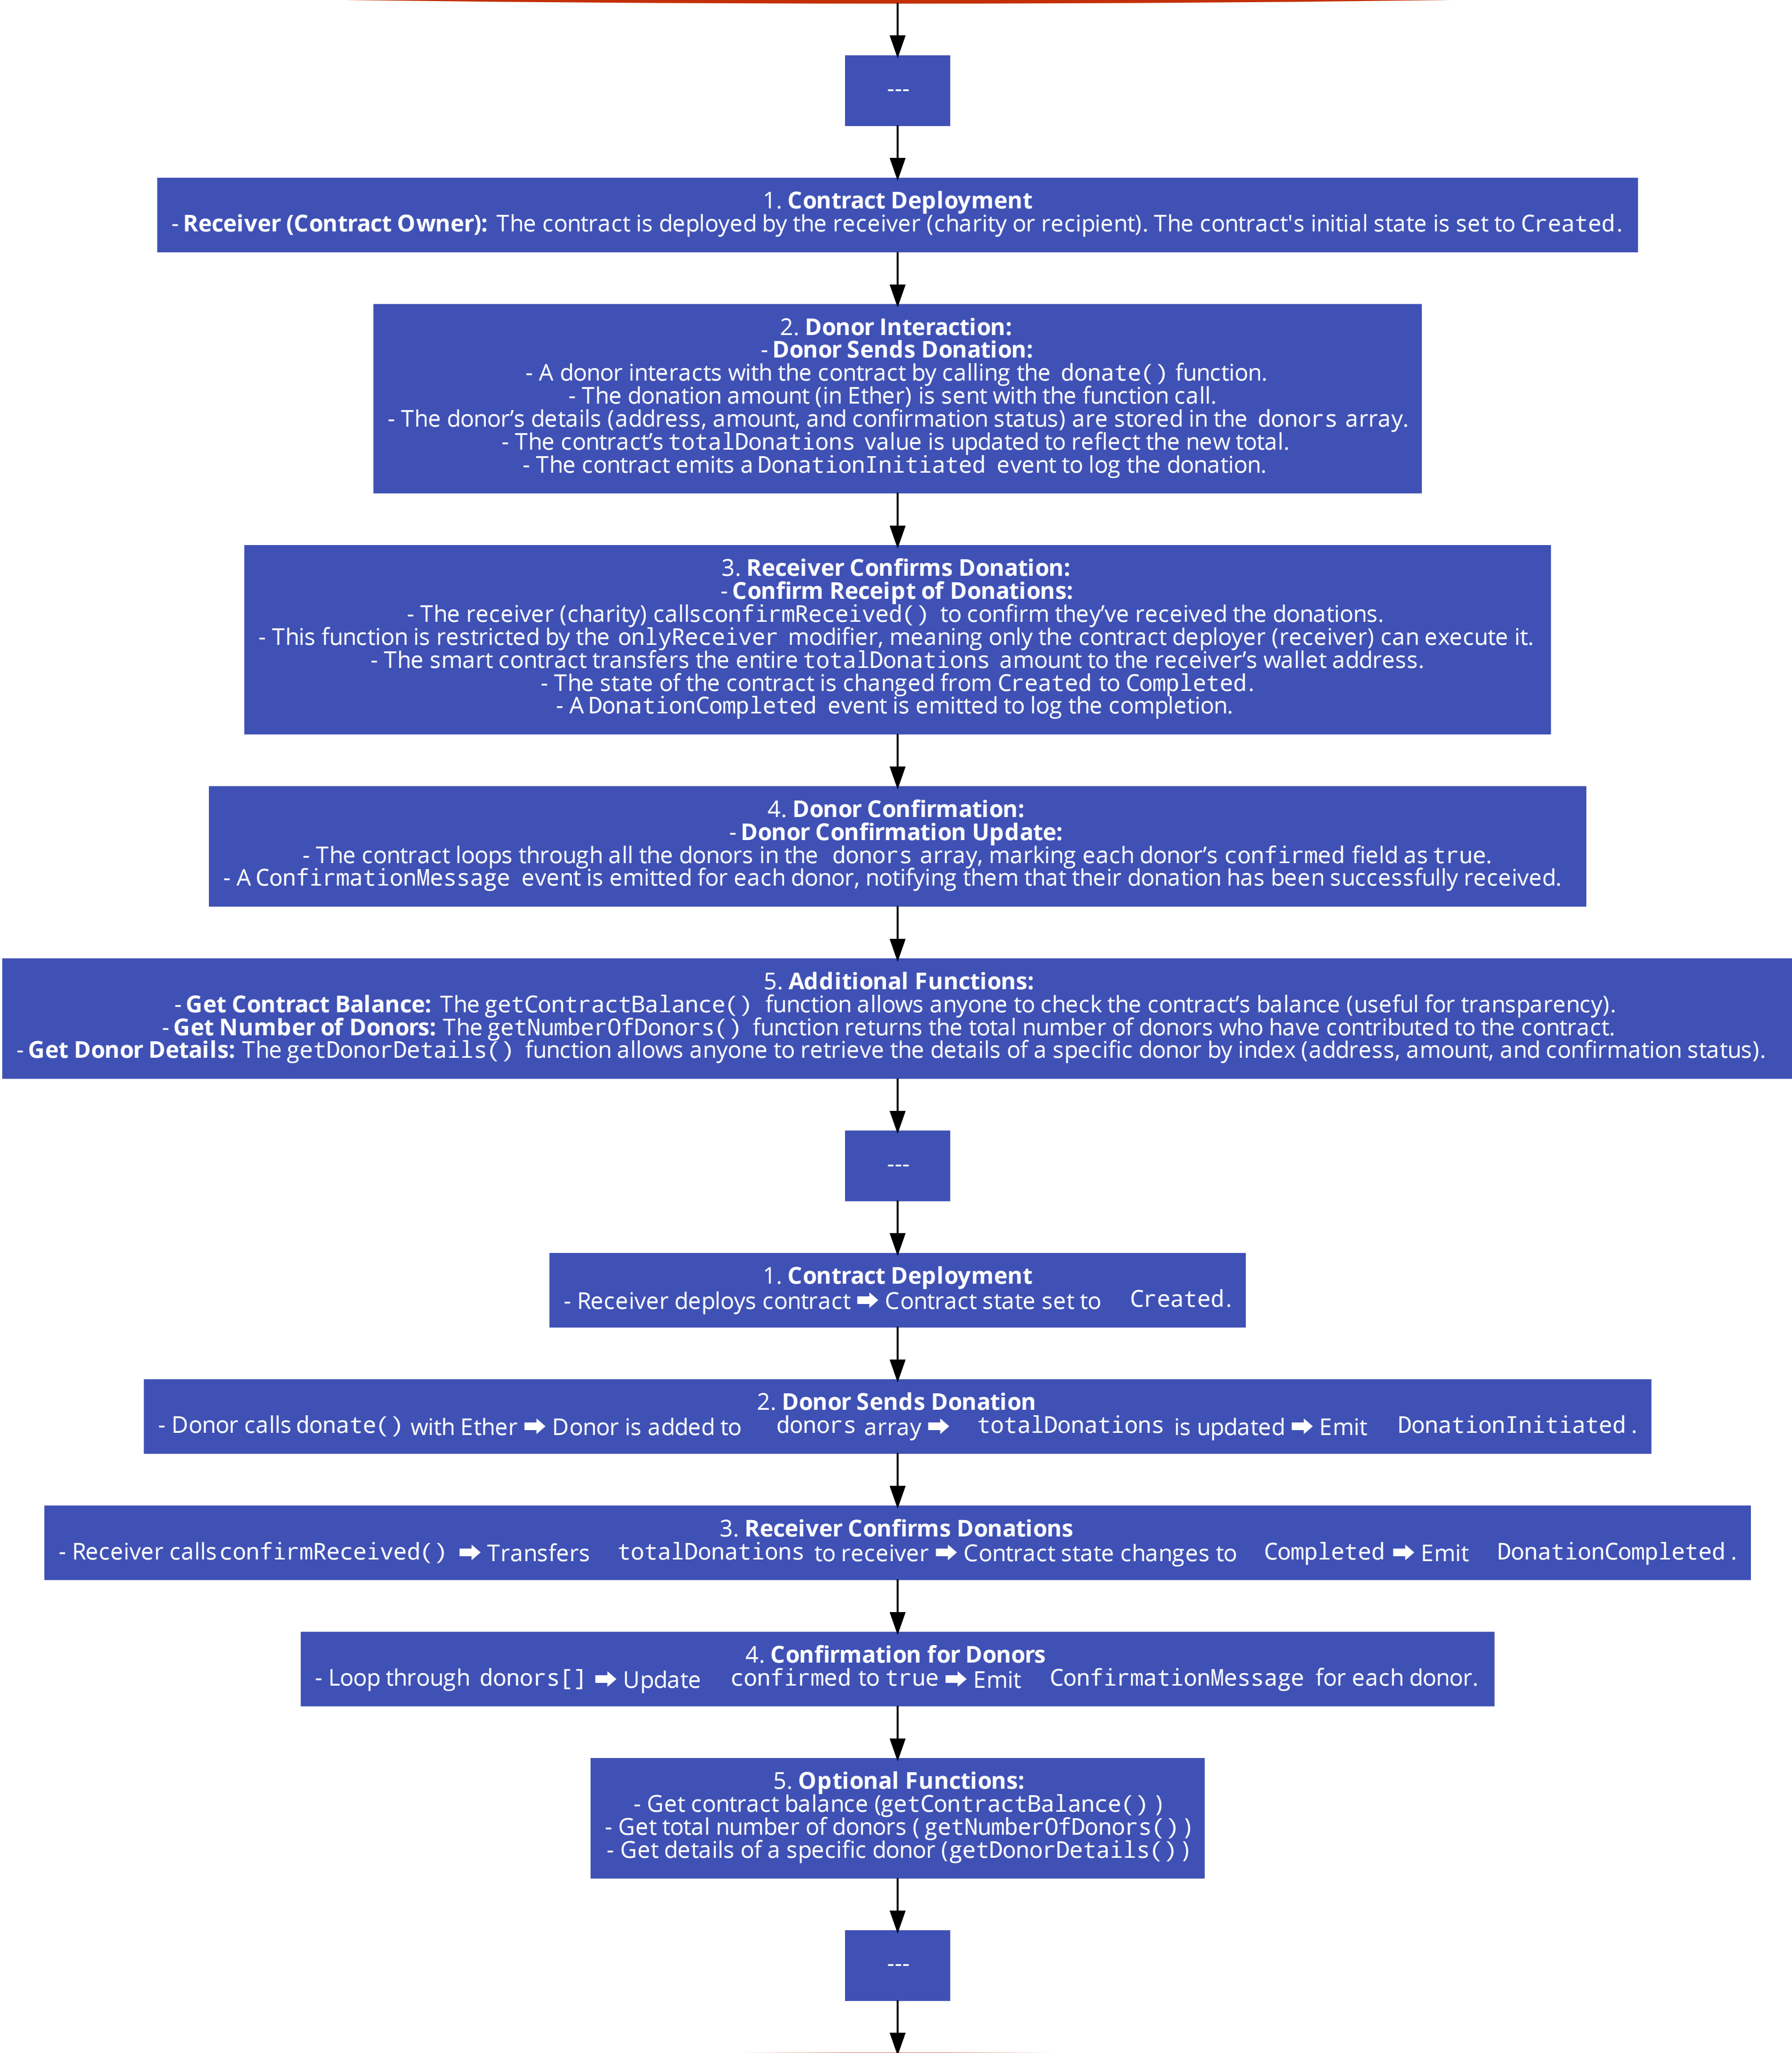 ---
1. Contract Deployment
- Receiver (Contract Owner): The contract is deployed by the receiver (charity or recipient). The contract's initial state is set to Created.
2. Donor Interaction:
- Donor Sends Donation:
- A donor interacts with the contract by calling the donate() function.
- The donation amount (in Ether) is sent with the function call.
- The donor’s details (address, amount, and confirmation status) are stored in the donors array.
- The contract’s totalDonations value is updated to reflect the new total.
- The contract emits a DonationInitiated event to log the donation.
3. Receiver Confirms Donation:
- Confirm Receipt of Donations:
- The receiver (charity) calls confirmReceived() to confirm they’ve received the donations.
- This function is restricted by the onlyReceiver modifier, meaning only the contract deployer (receiver) can execute it.
- The smart contract transfers the entire totalDonations amount to the receiver’s wallet address.
- The state of the contract is changed from Created to Completed.
- A DonationCompleted event is emitted to log the completion.
4. Donor Confirmation:
- Donor Confirmation Update:
- The contract loops through all the donors in the donors array, marking each donor’s confirmed field as true.
- A ConfirmationMessage event is emitted for each donor, notifying them that their donation has been successfully received.
5. Additional Functions:
- Get Contract Balance: The getContractBalance() function allows anyone to check the contract’s balance (useful for transparency).
- Get Number of Donors: The getNumberOfDonors() function returns the total number of donors who have contributed to the contract.
- Get Donor Details: The getDonorDetails() function allows anyone to retrieve the details of a specific donor by index (address, amount, and confirmation status).
---
1. Contract Deployment
- Receiver deploys contract ➡ Contract state set to Created.
2. Donor Sends Donation
- Donor calls donate() with Ether ➡ Donor is added to donors array ➡ totalDonations is updated ➡ Emit DonationInitiated.
3. Receiver Confirms Donations
- Receiver calls confirmReceived() ➡ Transfers totalDonations to receiver ➡ Contract state changes to Completed ➡ Emit DonationCompleted.
4. Confirmation for Donors
- Loop through donors[] ➡ Update confirmed to true ➡ Emit ConfirmationMessage for each donor.
5. Optional Functions:
- Get contract balance (getContractBalance())
- Get total number of donors (getNumberOfDonors())
- Get details of a specific donor (getDonorDetails())
---